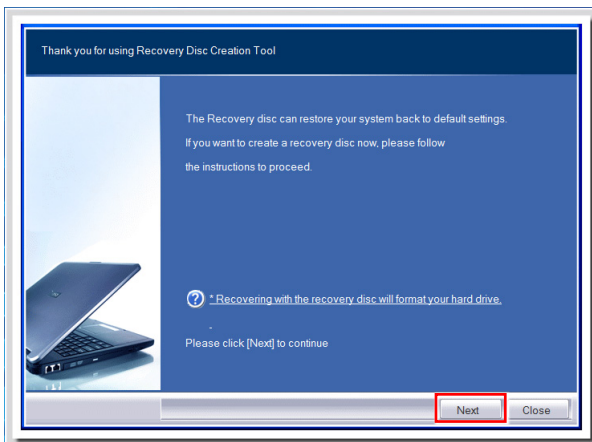 Thank you for using Recovery Disc Creation Tool
The Recovery disc can restore your system back to default settings.
If you want to create a recovery disc now, please follow
the instructions to proceed.
? * Recovering with the recovery disc will format your hard drive.
.
Please click [Next] to continue
Next Close